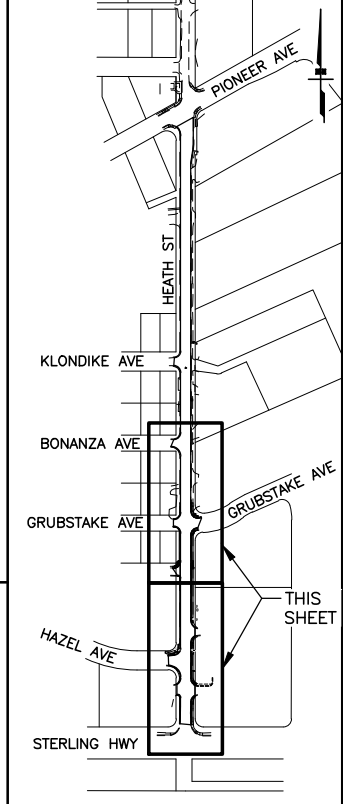 PIONEER AVE
HEATH ST
KLONDIKE AVE
BONANZA AVE
GRUBSTAKE AVE
GRUBSTAKE AVE
THIS
SHEET
HAZEL AVE
STERLING HWY